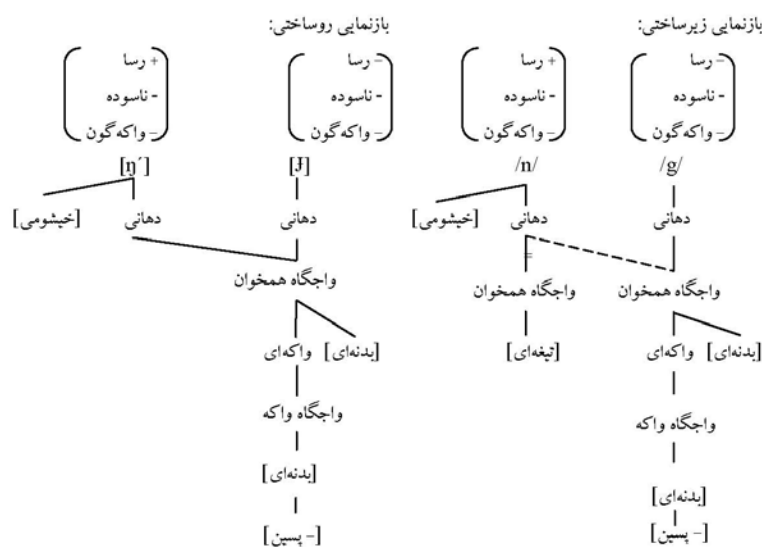 بازنمایی زیرساختی: بازنمایی روساختی:
– رسا + رسا – رسا + رسا
- ناسوده - ناسوده - ناسوده - ناسوده
– واکه‌گون – واکه‌گون – واکه‌گون – واکه‌گون
/g/ /n/ [Ɉ] [ŋ´]
دهانی دهانی [خیشومی] دهانی دهانی [خیشومی]
واجگاه همخوان واجگاه همخوان واجگاه همخوان
[بدنه‌ای] واکه‌ای [تیغه‌ای] [بدنه‌ای] واکه‌ای
واجگاه واکه واجگاه واکه
[بدنه‌ای] [بدنه‌ای]
[– پسین] [– پسین]